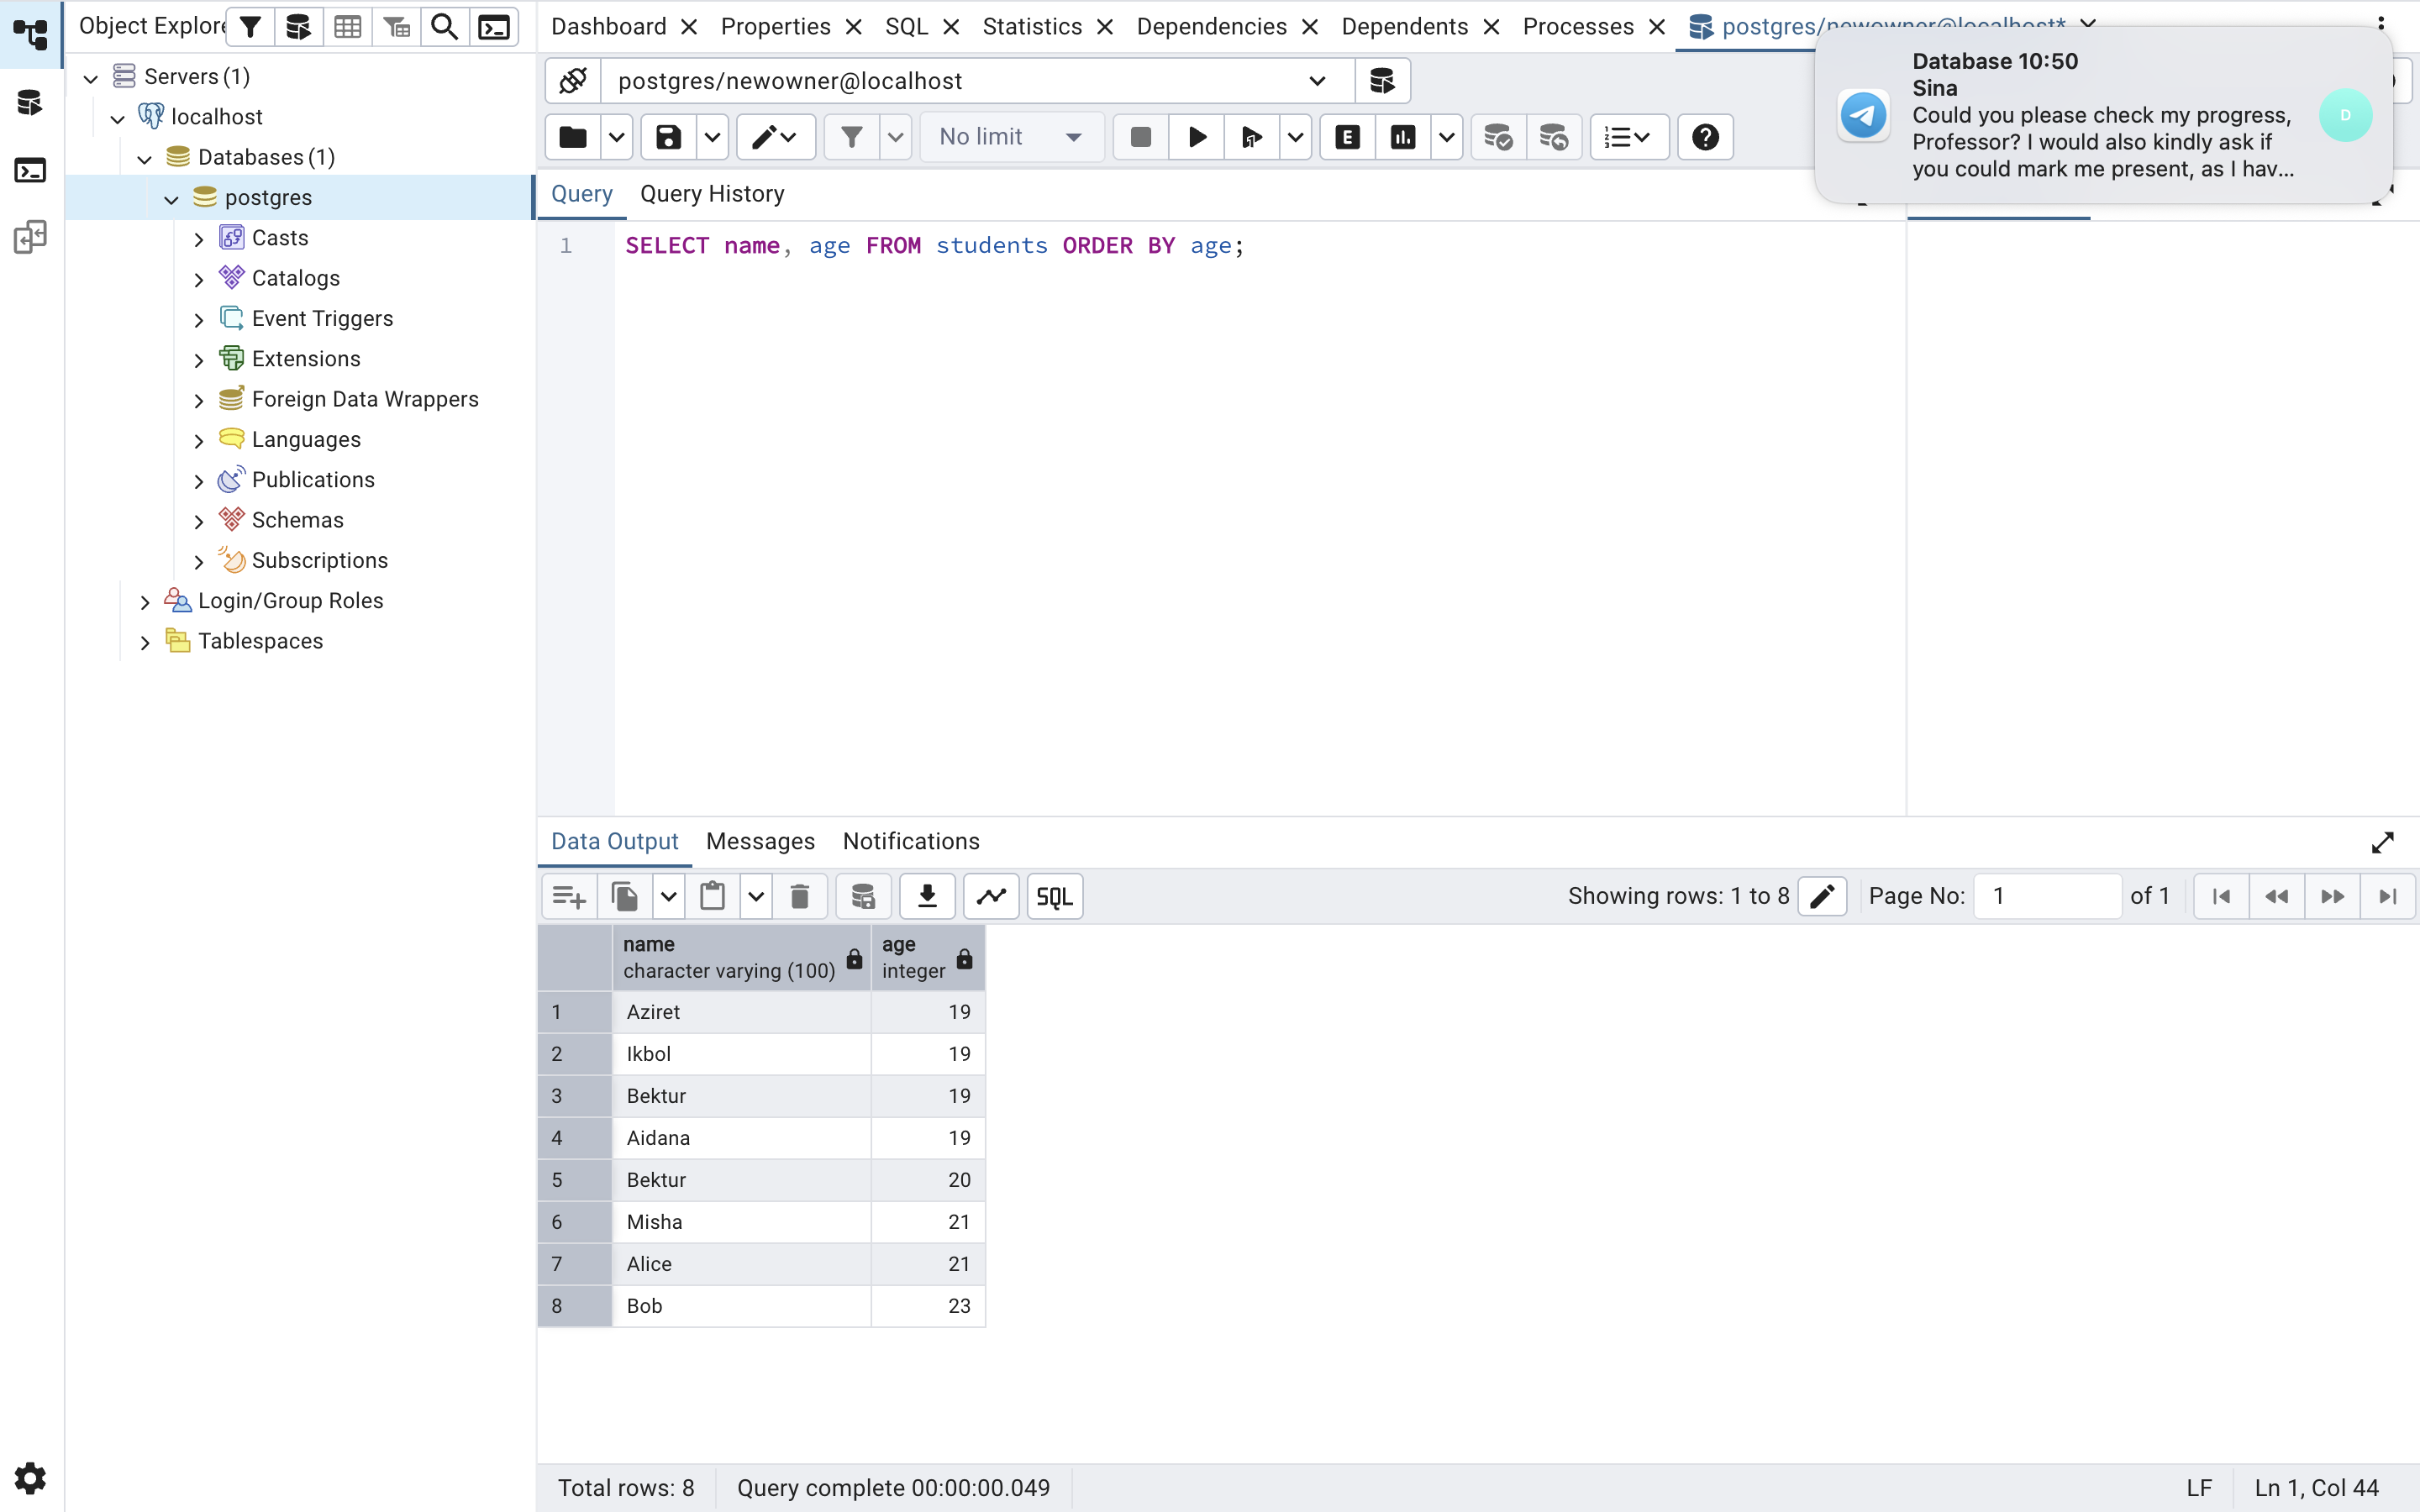 Object Explore
Dashboard
Properties
SQL
Statistics
Dependencies
Dependents
Processes
postgres/newowner@localhost*
Database 10:50
Sina
Could you please check my progress,
Professor? I would also kindly ask if
you could mark me present, as I hav...
D
Servers (1)
localhost
Databases (1)
postgres
Casts
Catalogs
Event Triggers
Extensions
Foreign Data Wrappers
Languages
Publications
Schemas
Subscriptions
Login/Group Roles
Tablespaces
postgres/newowner@localhost
No limit
E
Query
Query History
1 SELECT name, age FROM students ORDER BY age;
Data Output
Messages
Notifications
SQL
Showing rows: 1 to 8
Page No: 1 of 1
name age
character varying (100) integer
1 Aziret 19
2 Ikbol 19
3 Bektur 19
4 Aidana 19
5 Bektur 20
6 Misha 21
7 Alice 21
8 Bob 23
Total rows: 8
Query complete 00:00:00.049
LF
Ln 1, Col 44